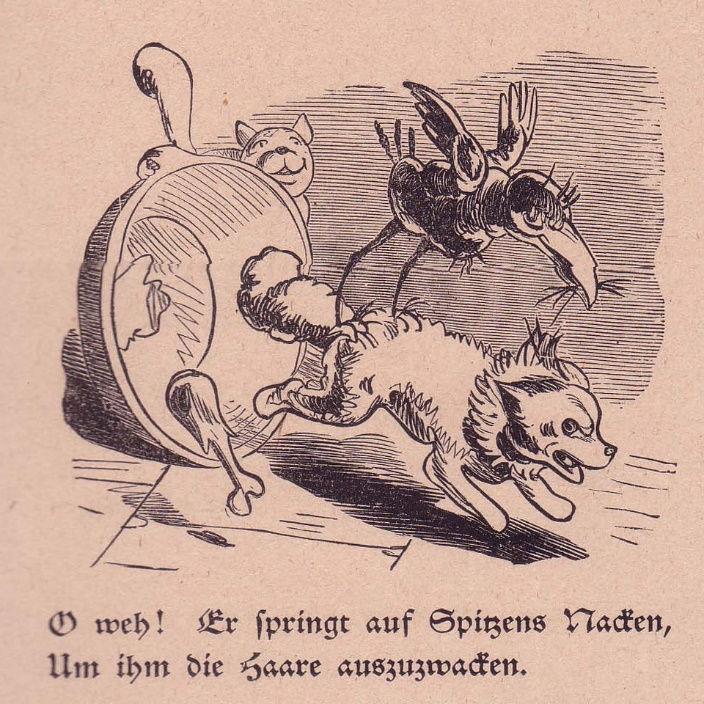 O weh! Er ſpringt auf Spitzens Nacken,
Um ihm die Haare auszuzwacken.